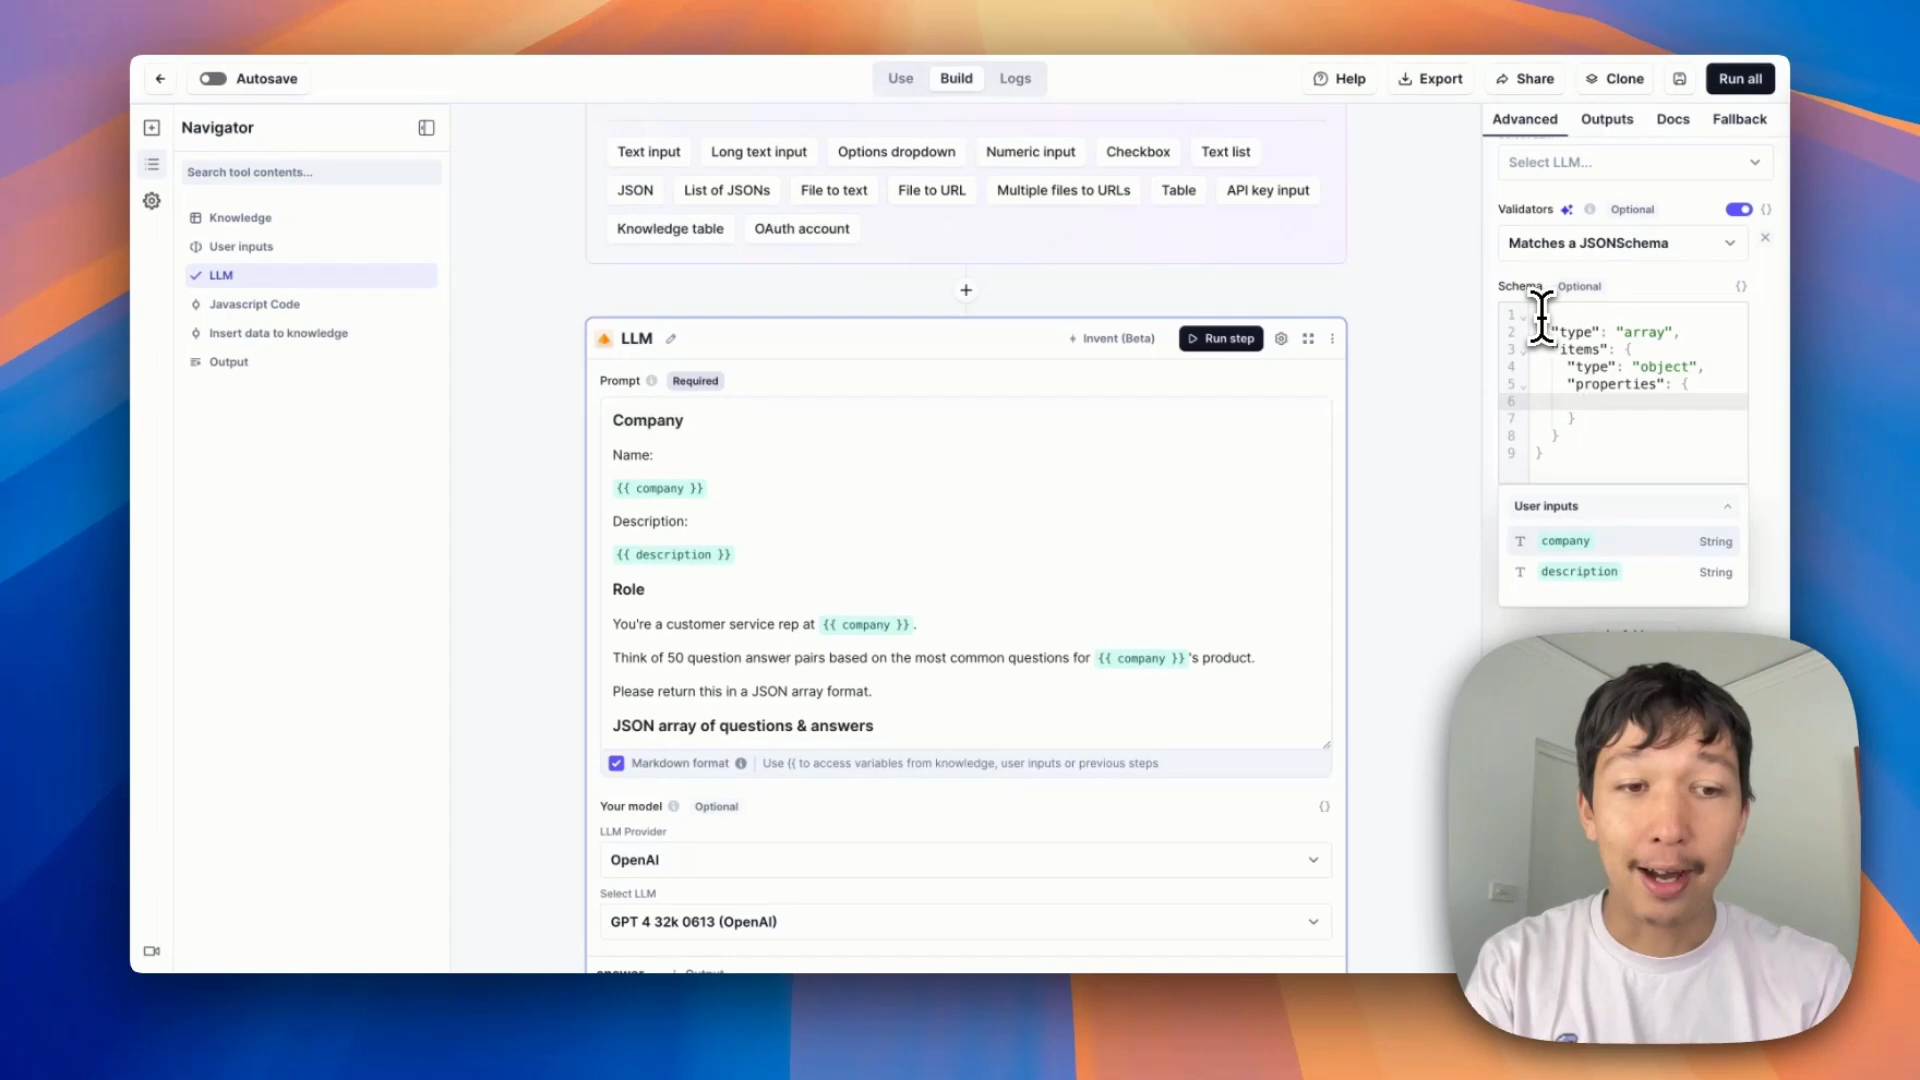 Autosave
Use Build Logs
Help Export Share Clone Run all
Navigator
Search tool contents...
Knowledge
User inputs
LLM
Javascript Code
Insert data to knowledge
Output
Text input Long text input Options dropdown Numeric input Checkbox Text list
JSON List of JSONs File to text File to URL Multiple files to URLs Table API key input
Knowledge table OAuth account
LLM Invent (Beta) Run step
Prompt Required
Company
Name:
{{ company }}
Description:
{{ description }}
Role
You're a customer service rep at {{ company }}.
Think of 50 question answer pairs based on the most common questions for {{ company }}'s product.
Please return this in a JSON array format.
JSON array of questions & answers
Markdown format Use {{ to access variables from knowledge, user inputs or previous steps
Your model Optional
LLM Provider
OpenAI
Select LLM
GPT 4 32k 0613 (OpenAI)
answer Output
Advanced Outputs Docs Fallback
Select LLM...
Validators Optional {}
Matches a JSONSchema
Schema Optional {}
1
2 "type": "array",
3 "items": {
4 "type": "object",
5 "properties": {
6
7 }
8 }
9 }
User inputs
T company String
T description String